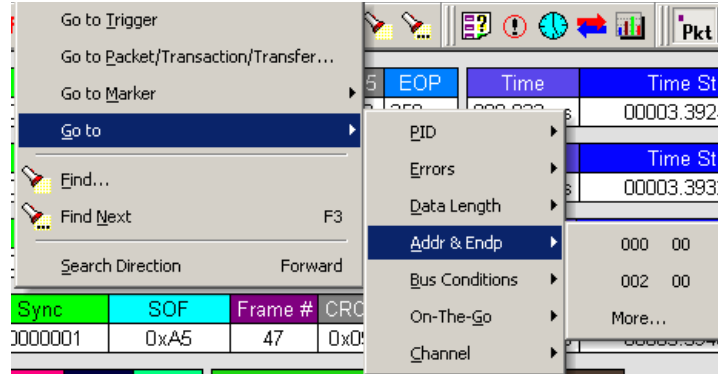 Go to Trigger
Go to Packet/Transaction/Transfer...
Go to Marker
Go to
Find...
Find Next F3
Search Direction Forward
PID
Errors
Data Length
Addr & Endp
Bus Conditions
On-The-Go
Channel
000 00
002 00
More...
Pkt
5 EOP Time Time St
00003.392
Time St
00003.393
Sync SOF Frame # CRC
0000001 0xA5 47 0x0